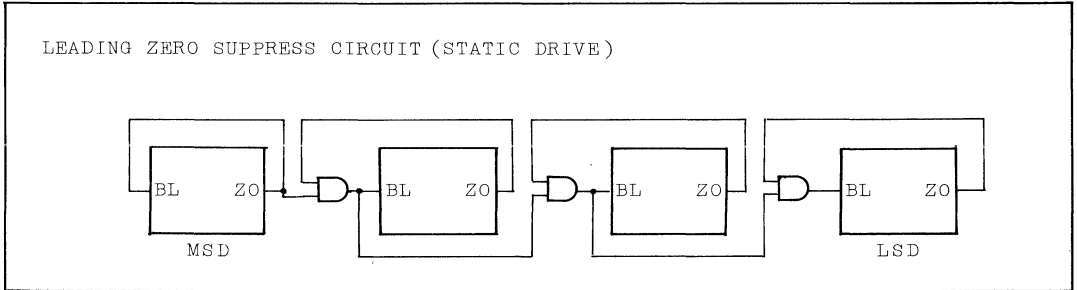 LEADING ZERO SUPPRESS CIRCUIT (STATIC DRIVE)
BL ZO BL ZO BL ZO BL ZO
MSD LSD